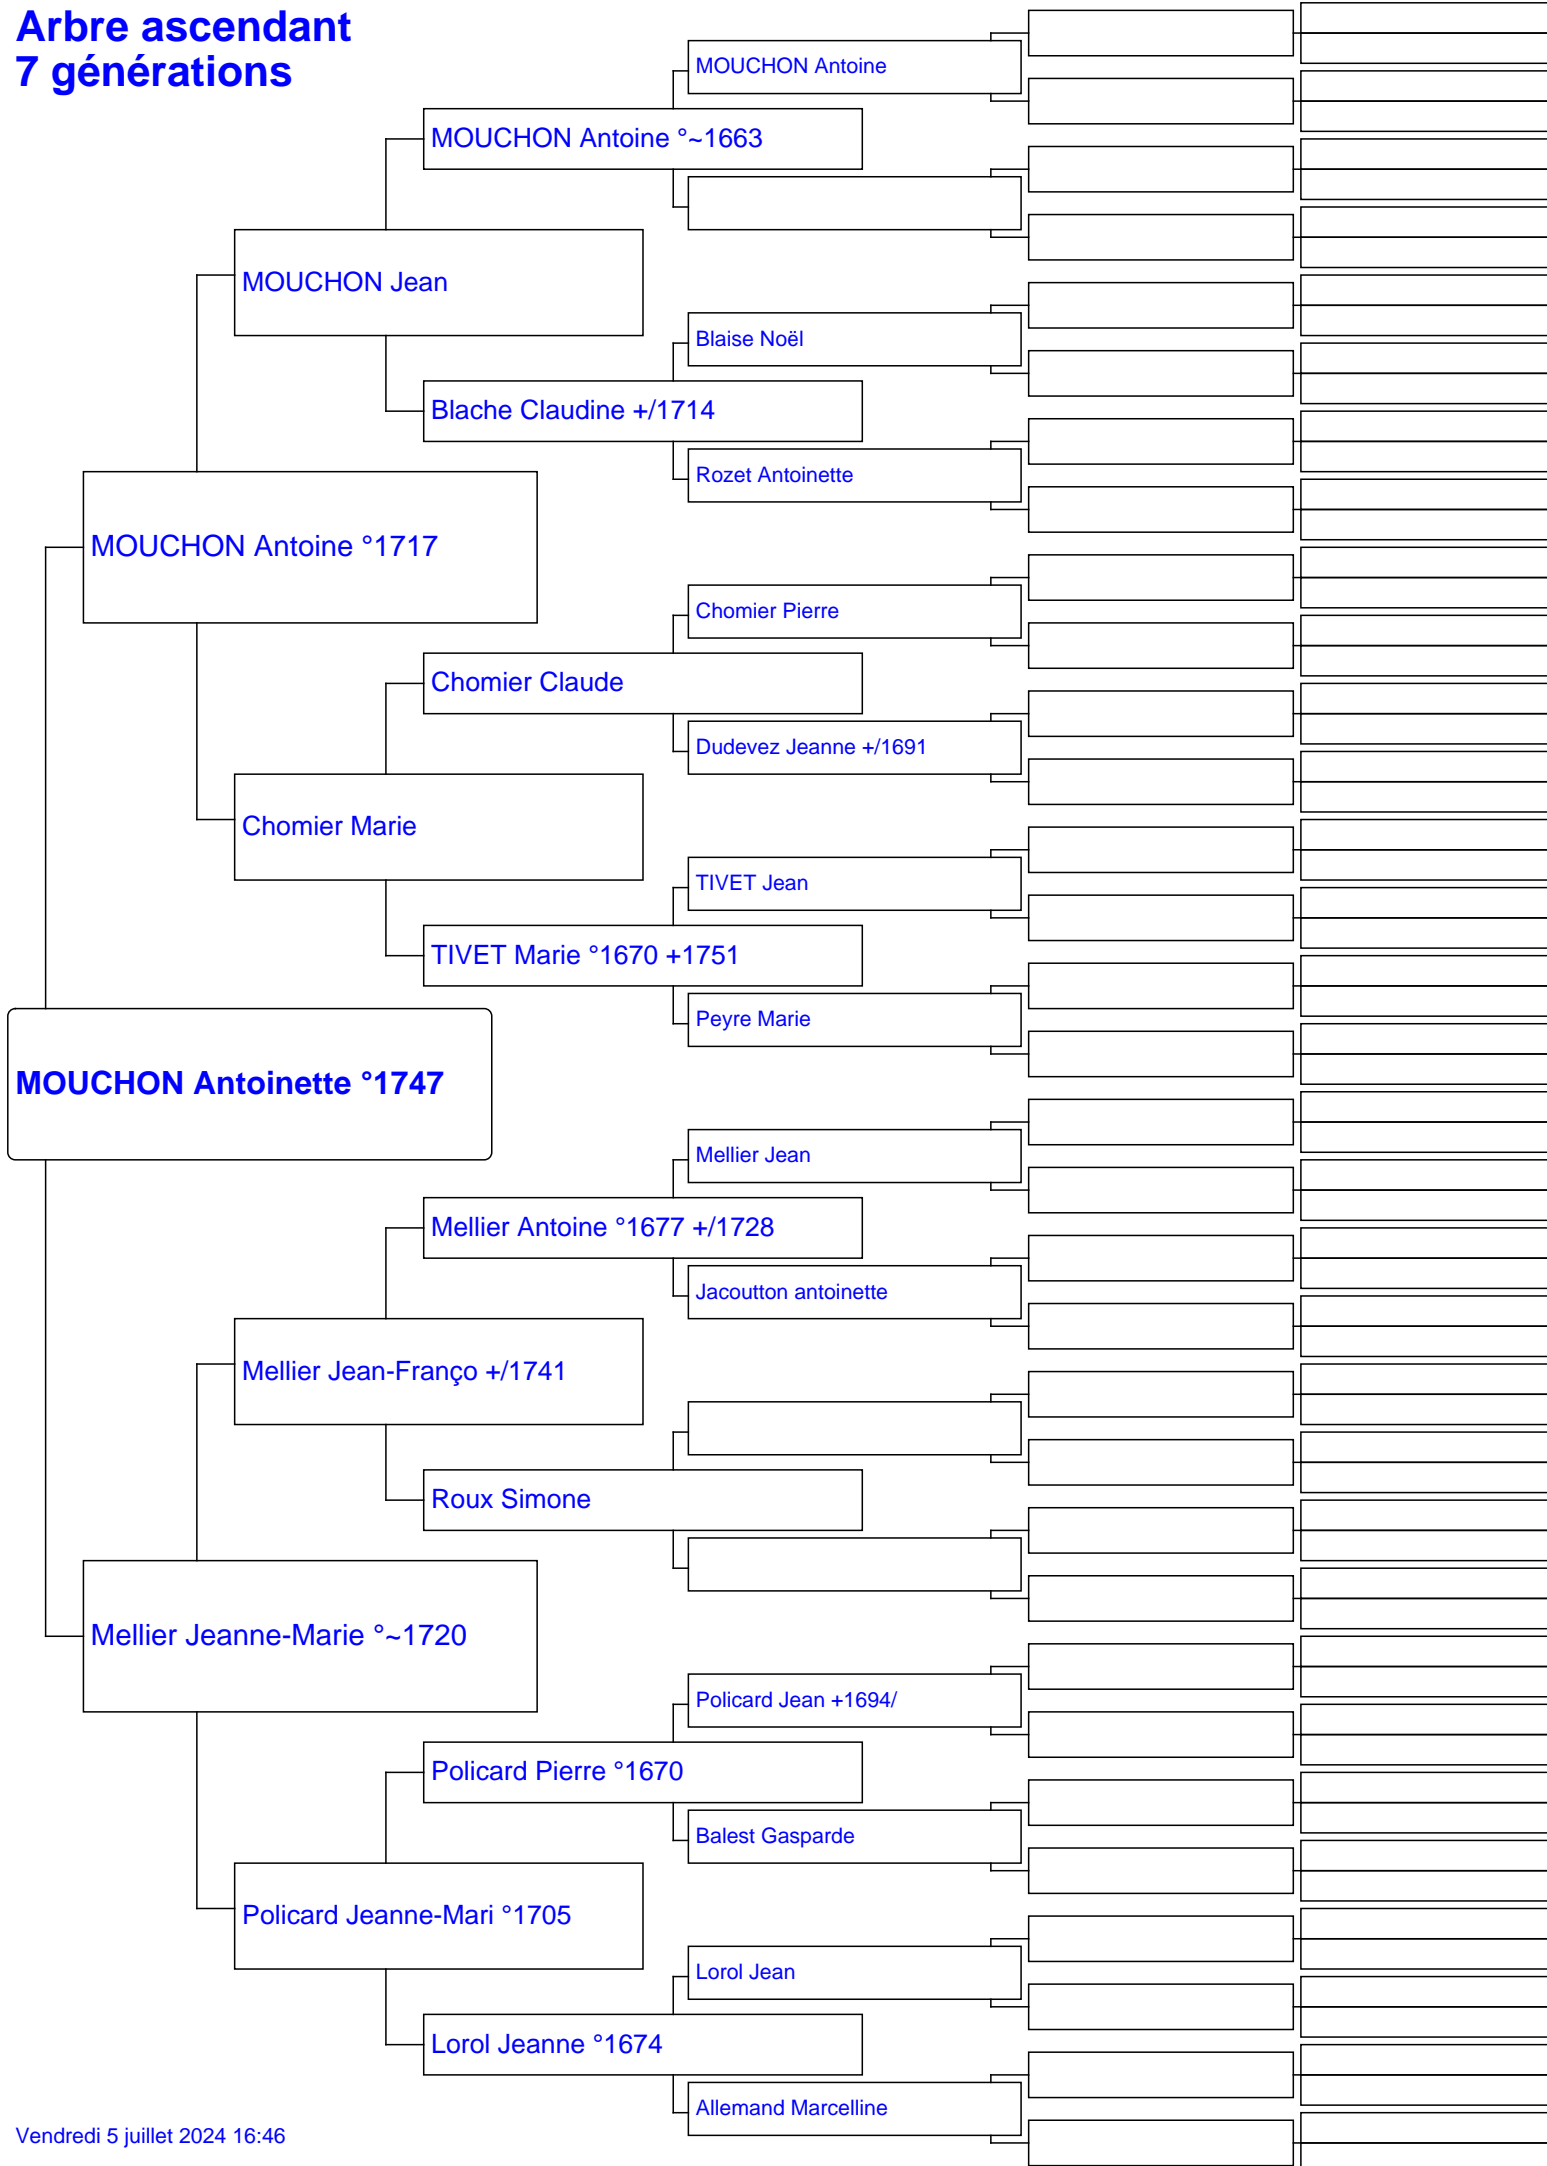 Arbre ascendant
7 générations
MOUCHON Antoine
MOUCHON Antoine °~1663
MOUCHON Jean
Blaise Noël
Blache Claudine +/1714
Rozet Antoinette
MOUCHON Antoine °1717
Chomier Pierre
Chomier Claude
Dudevez Jeanne +/1691
Chomier Marie
TIVET Jean
TIVET Marie °1670 +1751
Peyre Marie
MOUCHON Antoinette °1747
Mellier Jean
Mellier Antoine °1677 +/1728
Jacoutton antoinette
Mellier Jean-Franço +/1741
Roux Simone
Mellier Jeanne-Marie °~1720
Policard Jean +1694/
Policard Pierre °1670
Balest Gasparde
Policard Jeanne-Mari °1705
Lorol Jean
Lorol Jeanne °1674
Allemand Marcelline
Vendredi 5 juillet 2024 16:46